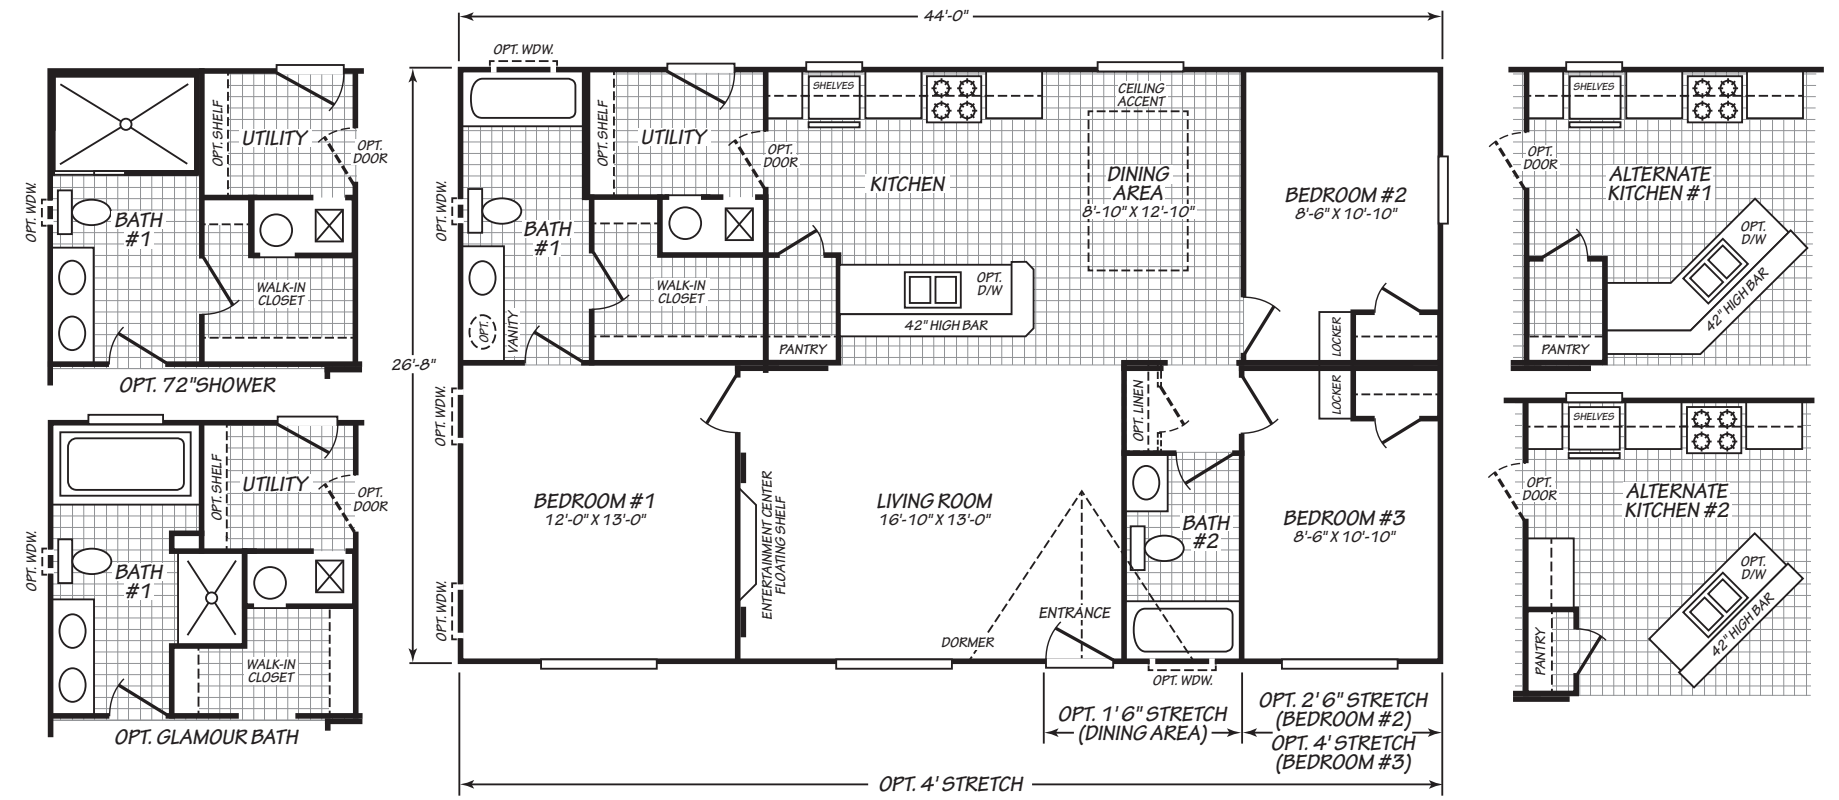 44'-0"
26'-8"
OPT. WDW.
OPT. WDW.
BATH
#1
OPT.
VANITY
OPT. SHELF
UTILITY
OPT.
DOOR
WALK-IN
CLOSET
SHELVES
KITCHEN
PANTRY
OPT.
D/W
42" HIGH BAR
CEILING
ACCENT
DINING
AREA
8'-10" X 12'-10"
BEDROOM #2
8'-6" X 10'-10"
LOCKER
LOCKER
OPT. WDW.
OPT. WDW.
BEDROOM #1
12'-0" X 13'-0"
ENTERTAINMENT CENTER
FLOATING SHELF
LIVING ROOM
16'-10" X 13'-0"
DORMER
ENTRANCE
OPT. LINEN
BATH
#2
OPT. WDW.
BEDROOM #3
8'-6" X 10'-10"
OPT. 1' 6" STRETCH
(DINING AREA)
OPT. 2' 6" STRETCH
(BEDROOM #2)
OPT. 4' STRETCH
(BEDROOM #3)
OPT. 4' STRETCH
OPT. WDW.
BATH
#1
OPT. SHELF
UTILITY
OPT.
DOOR
WALK-IN
CLOSET
OPT. 72"SHOWER
OPT. WDW.
BATH
#1
OPT. SHELF
UTILITY
OPT.
DOOR
WALK-IN
CLOSET
OPT. GLAMOUR BATH
SHELVES
OPT.
DOOR
ALTERNATE
KITCHEN #1
OPT.
D/W
42" HIGH BAR
PANTRY
SHELVES
OPT.
DOOR
ALTERNATE
KITCHEN #2
OPT.
D/W
42" HIGH BAR
PANTRY